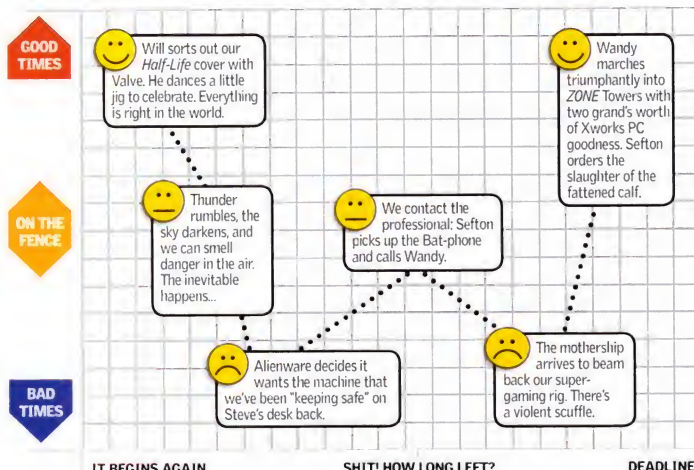 GOOD
TIMES
Will sorts out our
Half-Life cover with
Valve. He dances a little
jig to celebrate. Everything
is right in the world.
Wandy
marches
triumphantly into
ZONE Towers with
two grand's worth
of Xworks PC
goodness. Sefton
orders the
slaughter of the
fattened calf.
ON THE
FENCE
Thunder
rumbles, the
sky darkens, and
we can smell
danger in the air.
The inevitable
happens...
We contact the
professional: Sefton
picks up the Bat-phone
and calls Wandy.
BAD
TIMES
Alienware decides it
wants the machine that
we've been "keeping safe" on
Steve's desk back.
The mothership
arrives to beam
back our super-
gaming rig. There's
a violent scuffle.
IT BEGINS AGAIN
SHIT! HOW LONG LEFT?
DEADLINE